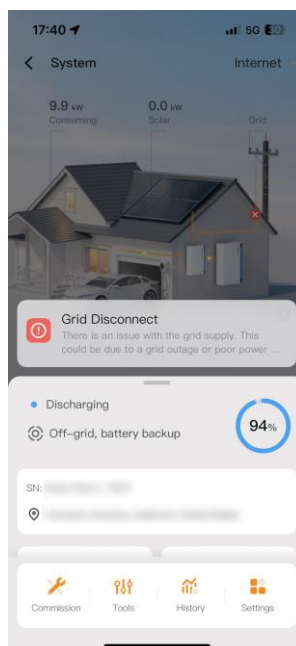 17:40
5G 80
System
Internet
9.9 kW
Consuming
0.0 kW
Solar
Grid
Grid Disconnect
There is an issue with the grid supply. This
could be due to a grid outage or poor power ...
Discharging
Off-grid, battery backup
94%
SN:
Commission
Tools
History
Settings